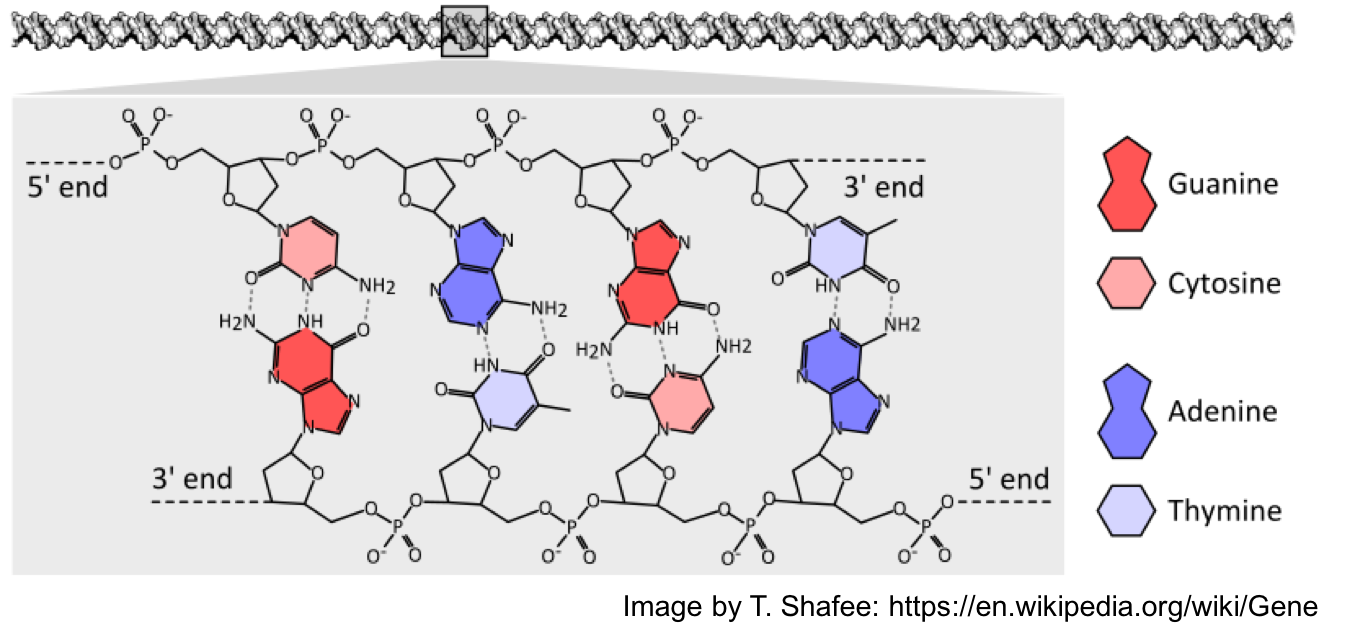 O O- O O- O O- O O-
P P P P
O O O O O O O O
5' end 3' end
O O O O
N N N N N N
O N NH2 N N NH2 N NH O O HN O
H2N NH O HN O H2N N NH2 N NH2
N N O N O N N N
N N N N
3' end O O O O 5' end
O O O O O O O O
P P P P
O- O O- O O- O O- O
Guanine
Cytosine
Adenine
Thymine
Image by T. Shafee: https://en.wikipedia.org/wiki/Gene